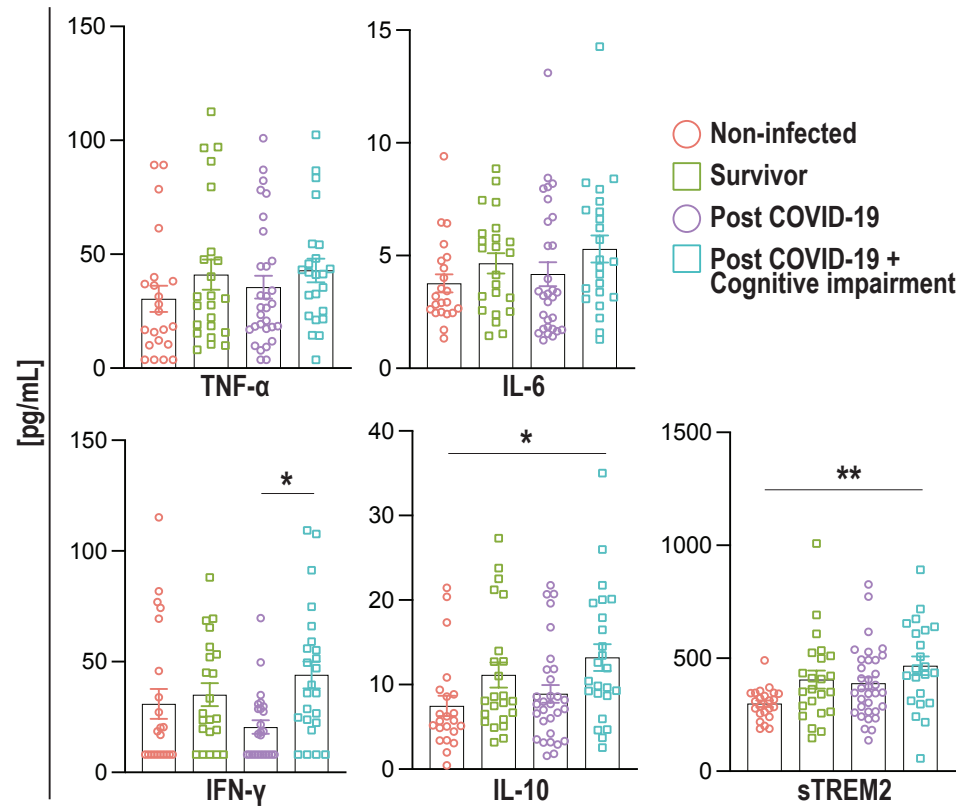 [pg/mL]
150
100
50
0
TNF-α
15
10
5
0
IL-6
Non-infected
Survivor
Post COVID-19
Post COVID-19 +
Cognitive impairment
150
100
50
0
*
IFN-γ
40
30
20
10
0
*
IL-10
1500
1000
500
0
**
sTREM2